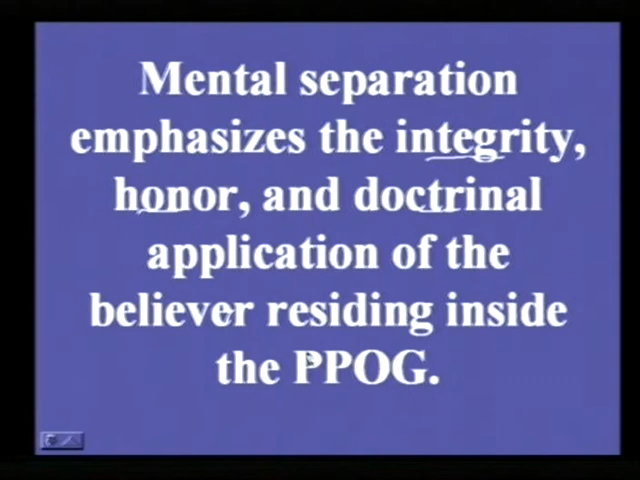 Mental separation
emphasizes the integrity,
honor, and doctrinal
application of the
believer residing inside
the PPOG.